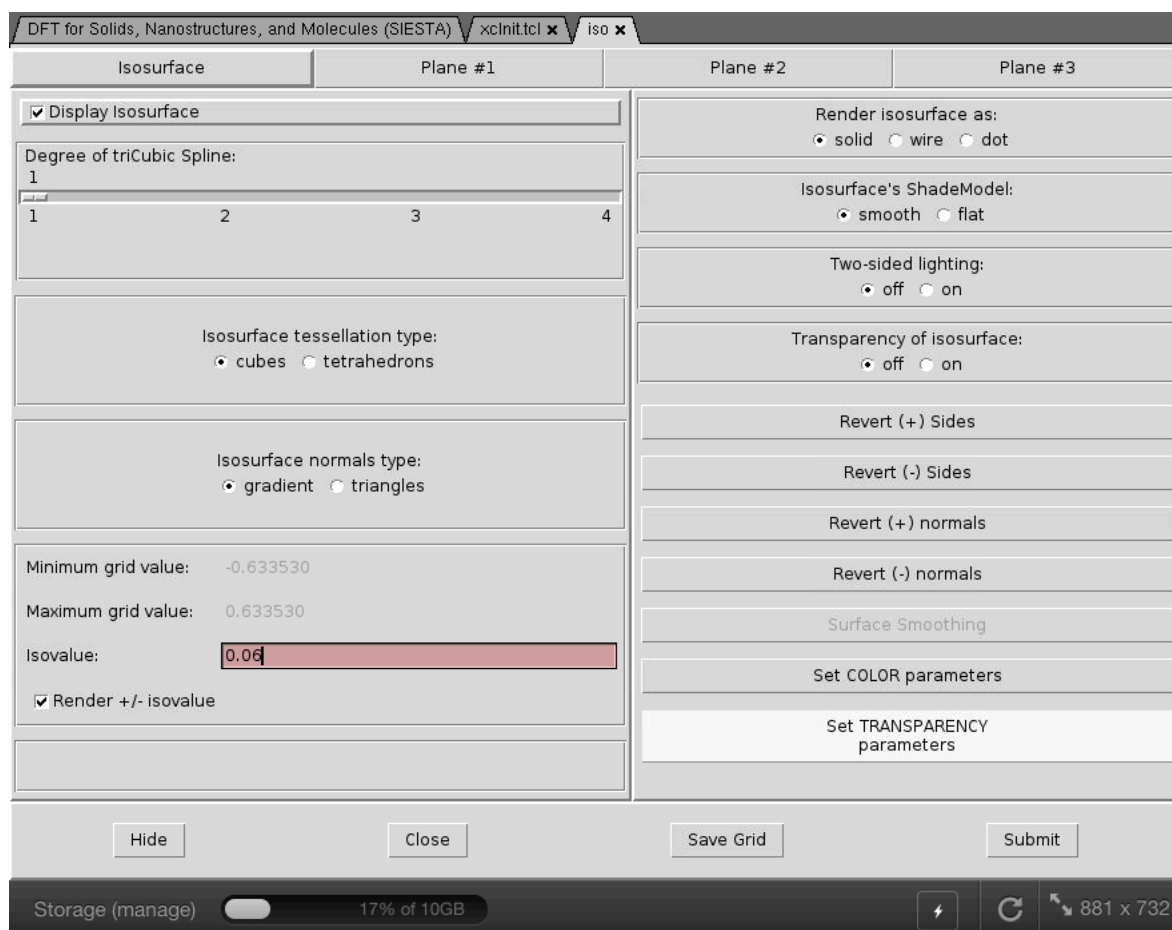 DFT for Solids, Nanostructures, and Molecules (SIESTA) xcInit.tcl × iso ×
Isosurface Plane #1 Plane #2 Plane #3
Display Isosurface
Degree of triCubic Spline:
1
1 2 3 4
Isosurface tessellation type:
cubes tetrahedrons
Isosurface normals type:
gradient triangles
Minimum grid value: -0.633530
Maximum grid value: 0.633530
Isovalue: 0.06
Render +/- isovalue
Render isosurface as:
solid wire dot
Isosurface's ShadeModel:
smooth flat
Two-sided lighting:
off on
Transparency of isosurface:
off on
Revert (+) Sides
Revert (-) Sides
Revert (+) normals
Revert (-) normals
Surface Smoothing
Set COLOR parameters
Set TRANSPARENCY
parameters
Hide Close Save Grid Submit
Storage (manage) 17% of 10GB 881 x 732